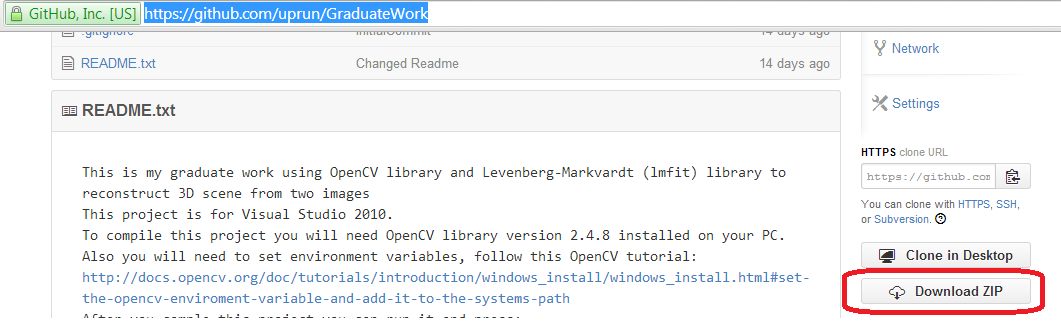 GitHub, Inc. [US] https://github.com/uprun/GraduateWork
.gitignore InitialCommit 14 days ago
README.txt Changed Readme 14 days ago
README.txt
This is my graduate work using OpenCV library and Levenberg-Markvardt (lmfit) library to
reconstruct 3D scene from two images
This project is for Visual Studio 2010.
To compile this project you will need OpenCV library version 2.4.8 installed on your PC.
Also you will need to set environment variables, follow this OpenCV tutorial:
http://docs.opencv.org/doc/tutorials/introduction/windows_install/windows_install.html#set-
the-opencv-enviroment-variable-and-add-it-to-the-systems-path
After you
Network
Settings
HTTPS clone URL
https://github.com
You can clone with HTTPS, SSH,
or Subversion.
Clone in Desktop
Download ZIP